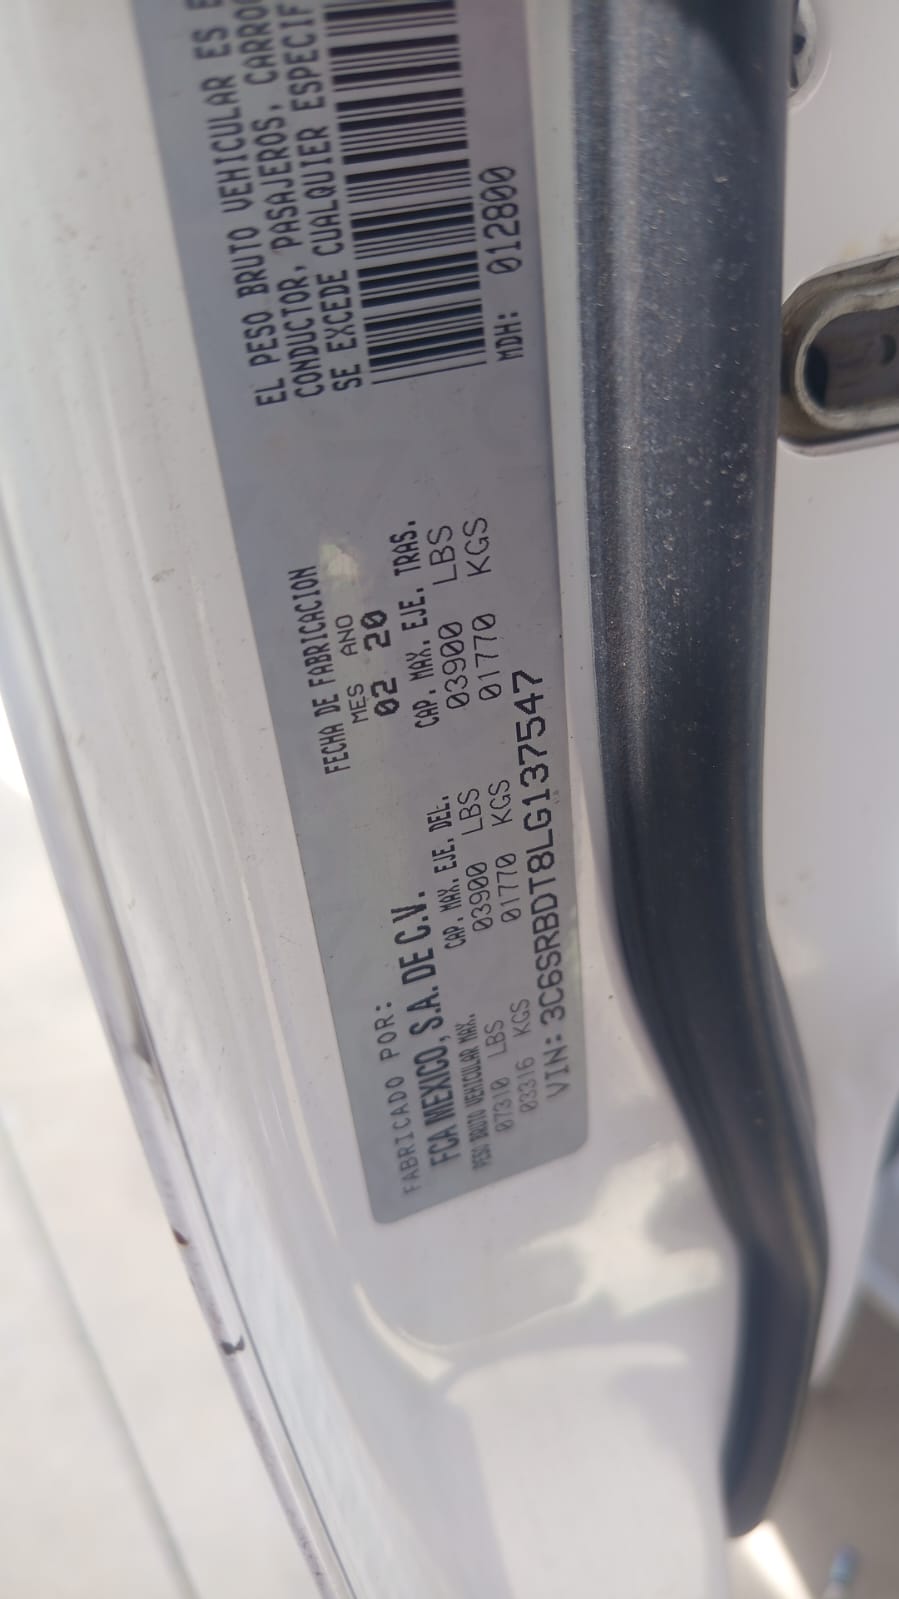 FABRICADO POR:
FCA MEXICO, S.A. DE C.V.
FECHA DE FABRICACION
MES ANO
02 20
PESO BRUTO VEHICULAR MAX.
07310 LBS
03316 KGS
CAP. MAX. EJE. DEL.
03900 LBS
01770 KGS
CAP. MAX. EJE. TRAS.
03900 LBS
01770 KGS
VIN: 3C6SRBDT8LG137547
EL PESO BRUTO VEHICULAR ES
CONDUCTOR, PASAJEROS,
SE EXCEDE CUALQUIER
MDH: 012800